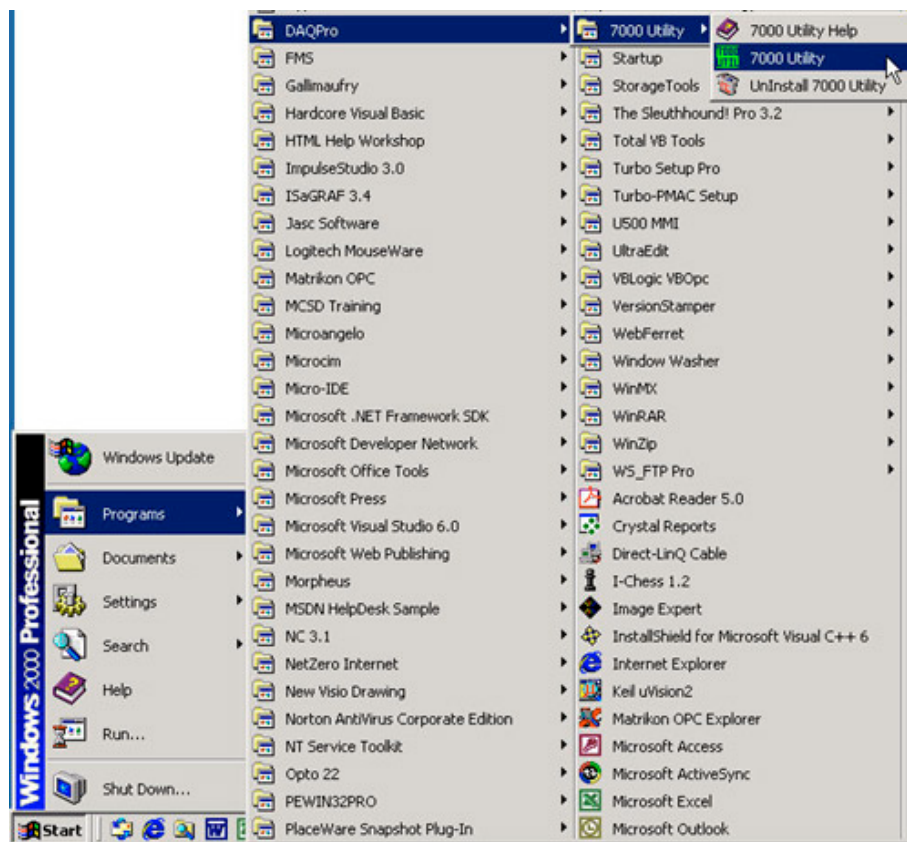 DAQPro
FMS
Gallimaufry
Hardcore Visual Basic
HTML Help Workshop
ImpulseStudio 3.0
ISaGRAF 3.4
Jasc Software
Logitech MouseWare
Matrikon OPC
MCSD Training
Microangelo
Microcim
Micro-IDE
Microsoft .NET Framework SDK
Microsoft Developer Network
Microsoft Office Tools
Microsoft Press
Microsoft Visual Studio 6.0
Microsoft Web Publishing
Morpheus
MSDN HelpDesk Sample
NC 3.1
NetZero Internet
New Visio Drawing
Norton AntiVirus Corporate Edition
NT Service Toolkit
Opto 22
PEWIN32PRO
PlaceWare Snapshot Plug-In
7000 Utility
Startup
StorageTools
The Sleuthhound! Pro 3.2
Total VB Tools
Turbo Setup Pro
Turbo-PMAC Setup
U500 MMI
UltraEdit
VBLogic VBOpc
VersionStamper
WebFerret
Window Washer
WinMX
WinRAR
WinZip
WS_FTP Pro
Acrobat Reader 5.0
Crystal Reports
Direct-LinQ Cable
I-Chess 1.2
Image Expert
InstallShield for Microsoft Visual C++ 6
Internet Explorer
Keil uVision2
Matrikon OPC Explorer
Microsoft Access
Microsoft ActiveSync
Microsoft Excel
Microsoft Outlook
7000 Utility Help
7000 Utility
UnInstall 7000 Utility
Windows Update
Programs
Documents
Settings
Search
Help
Run...
Shut Down...
Windows 2000 Professional
Start